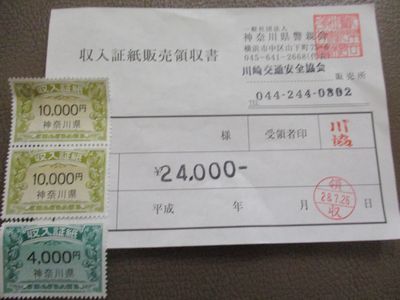 一般社団法人
神奈川県警親会
収入証紙販売領収書
横浜市中区山下町
045-641-2668(代)
川崎交通安全協会
販売所
044-244-0802
様
受領者印
川協
¥24,000-
平成 年 月 日
領
28.7.26
収
収入証紙
10,000円
神奈川県
収入証紙
10,000円
神奈川県
収入証紙
4,000円
神奈川県